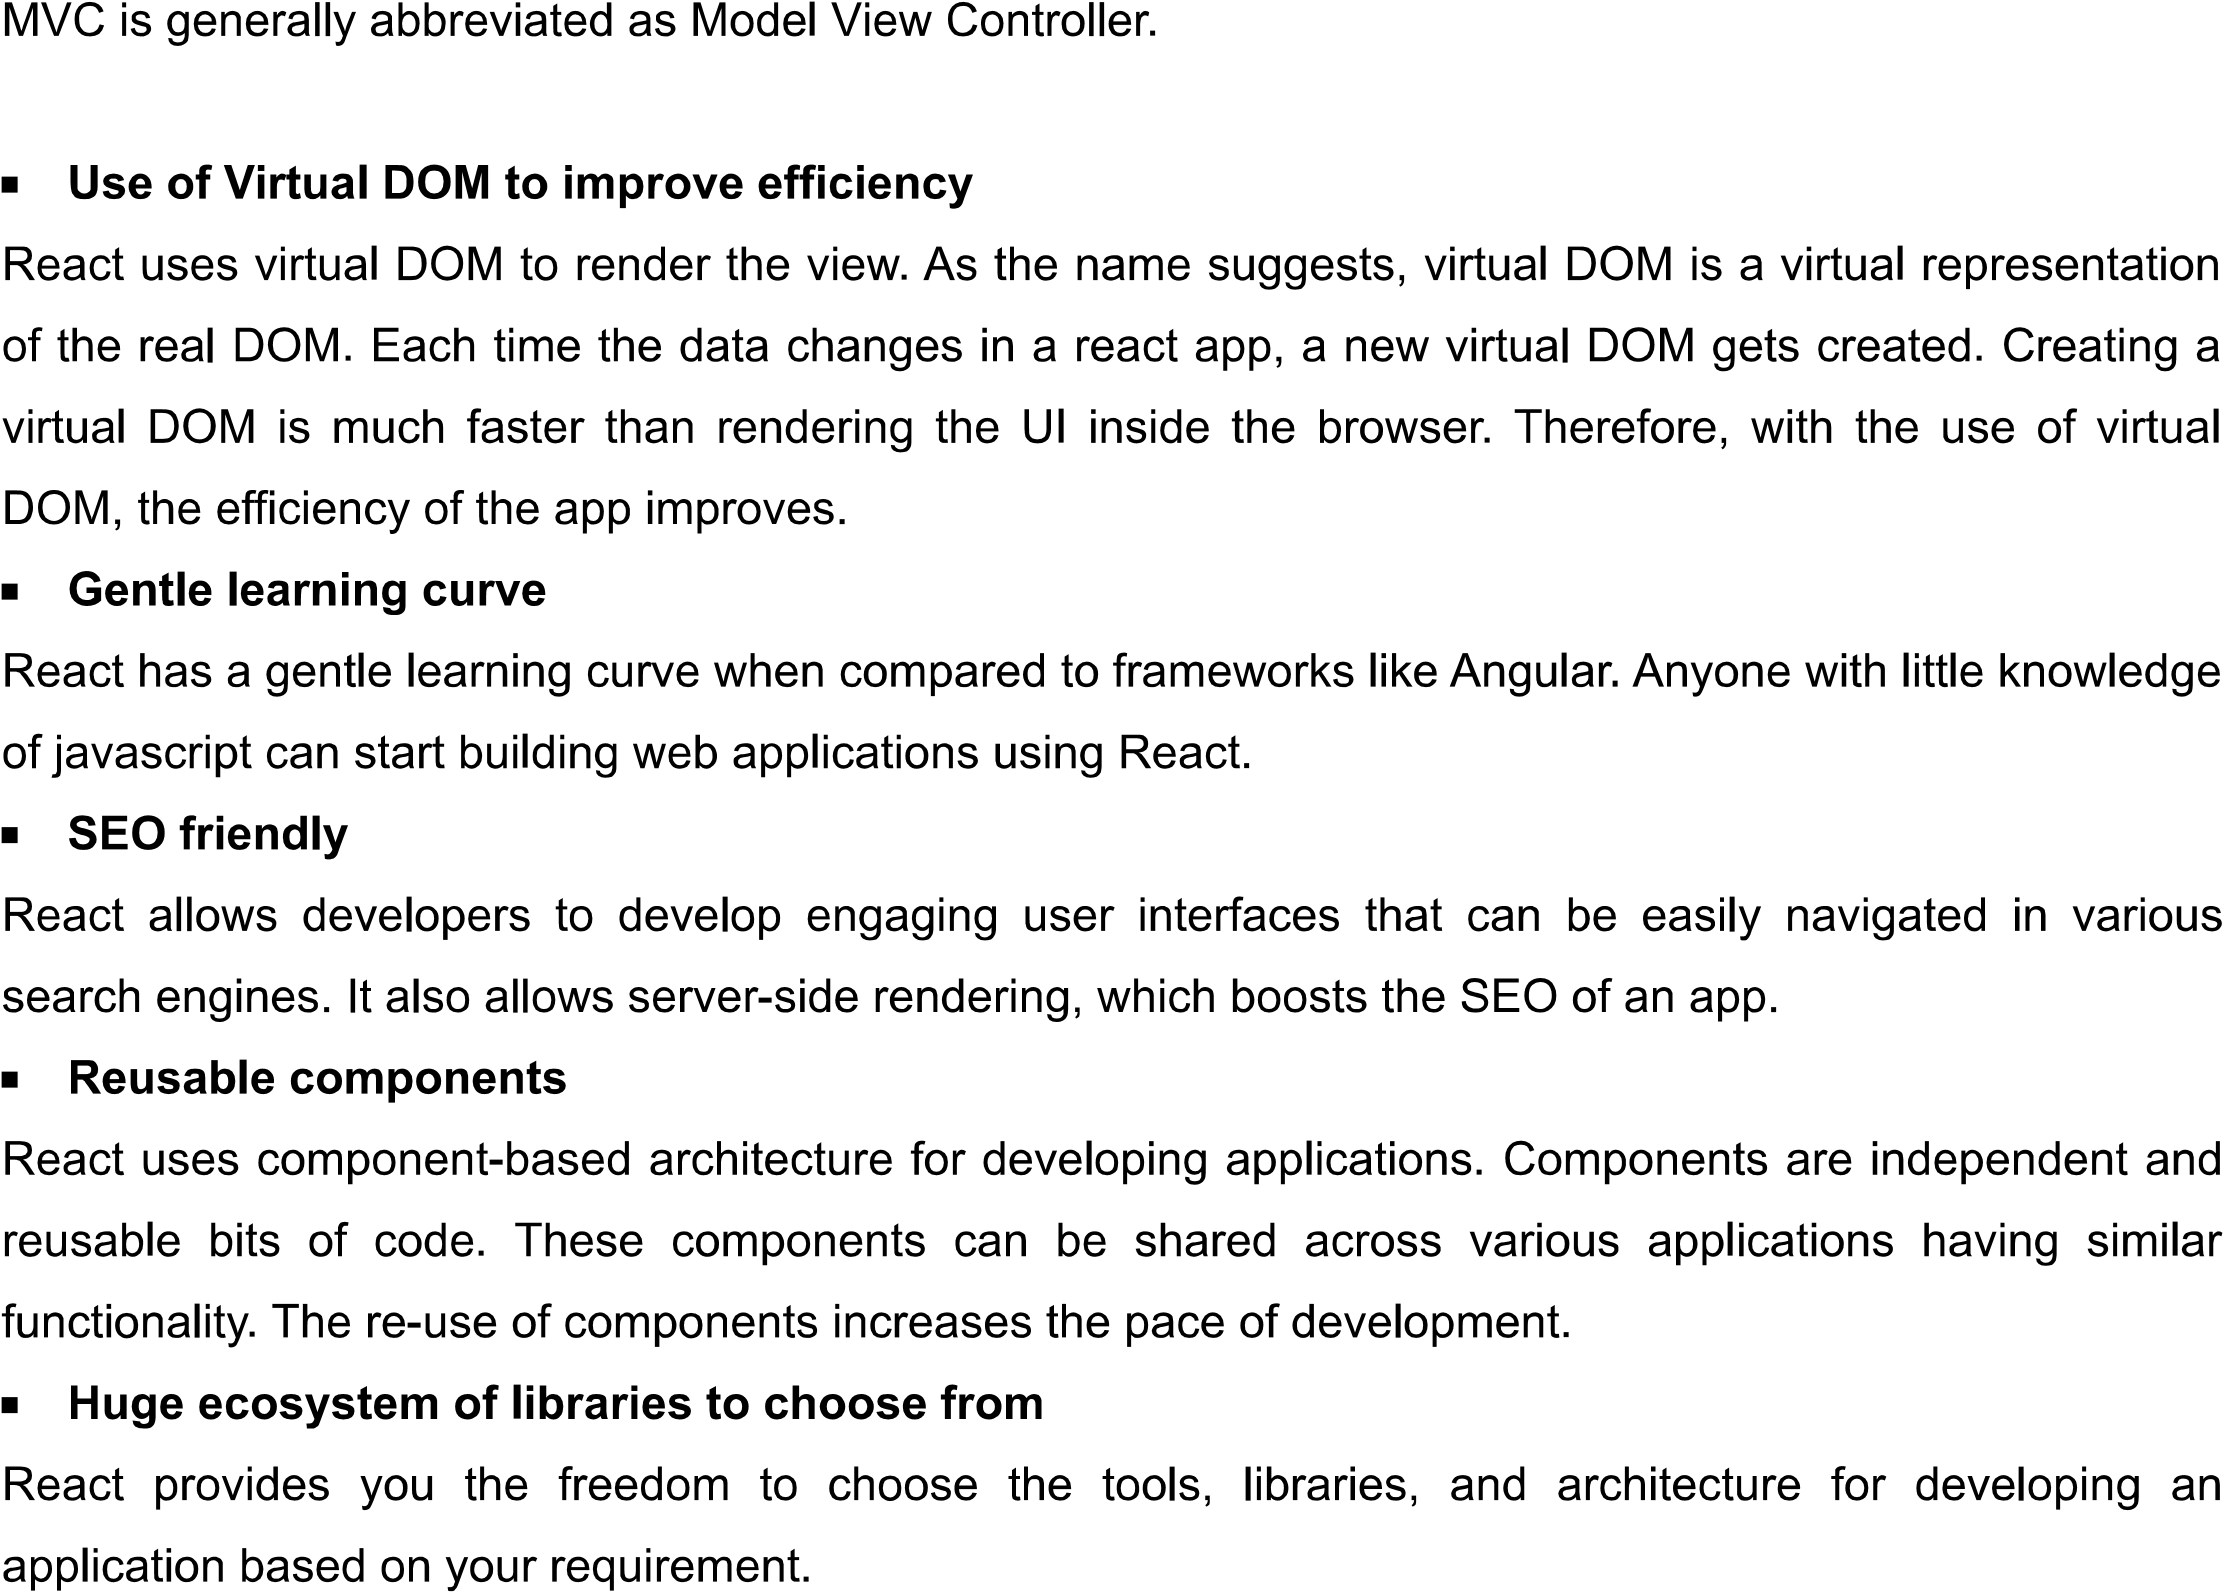 MVC is generally abbreviated as Model View Controller.
▪ Use of Virtual DOM to improve efficiency
React uses virtual DOM to render the view. As the name suggests, virtual DOM is a virtual representation
of the real DOM. Each time the data changes in a react app, a new virtual DOM gets created. Creating a
virtual DOM is much faster than rendering the UI inside the browser. Therefore, with the use of virtual
DOM, the efficiency of the app improves.
▪ Gentle learning curve
React has a gentle learning curve when compared to frameworks like Angular. Anyone with little knowledge
of javascript can start building web applications using React.
▪ SEO friendly
React allows developers to develop engaging user interfaces that can be easily navigated in various
search engines. It also allows server-side rendering, which boosts the SEO of an app.
▪ Reusable components
React uses component-based architecture for developing applications. Components are independent and
reusable bits of code. These components can be shared across various applications having similar
functionality. The re-use of components increases the pace of development.
▪ Huge ecosystem of libraries to choose from
React provides you the freedom to choose the tools, libraries, and architecture for developing an
application based on your requirement.